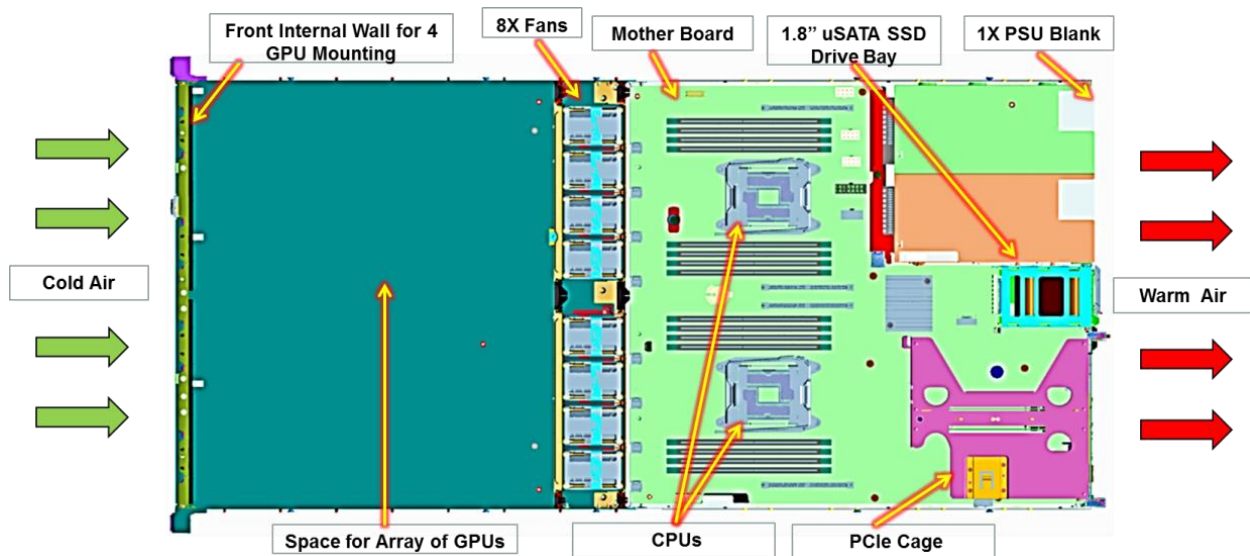 Front Internal Wall for 4
GPU Mounting
8X Fans
Mother Board
1.8” uSATA SSD
Drive Bay
1X PSU Blank
Cold Air
Warm Air
Space for Array of GPUs
CPUs
PCIe Cage